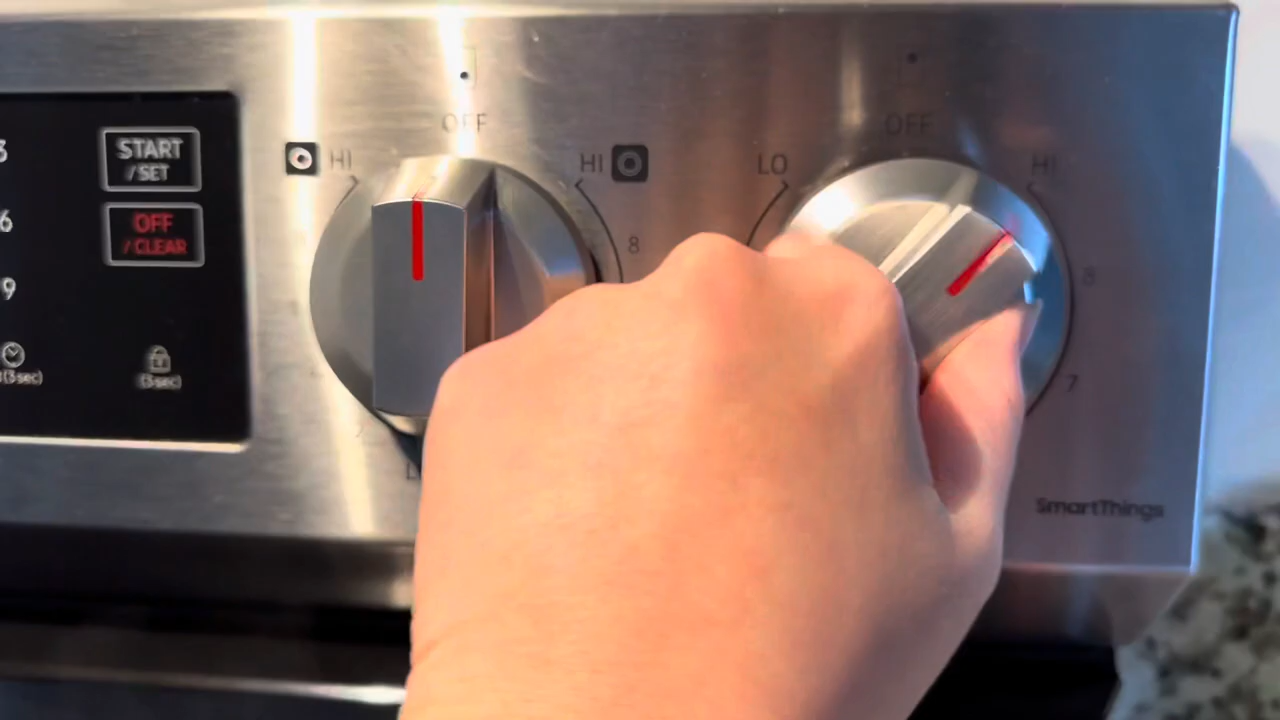 3
6
9
START
/SET
OFF
/CLEAR
(3sec)
(3sec)
OFF
HI
HI
8
2
OFF
LO
HI
8
7
SmartThings